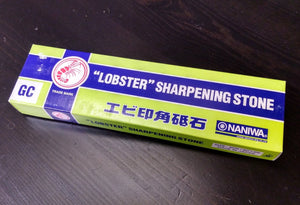 GC
TRADE MARK
"LOBSTER" SHARPENING STONE
エビ印角砥石
NANIWA
"LOBSTER" SHARPENING STONE